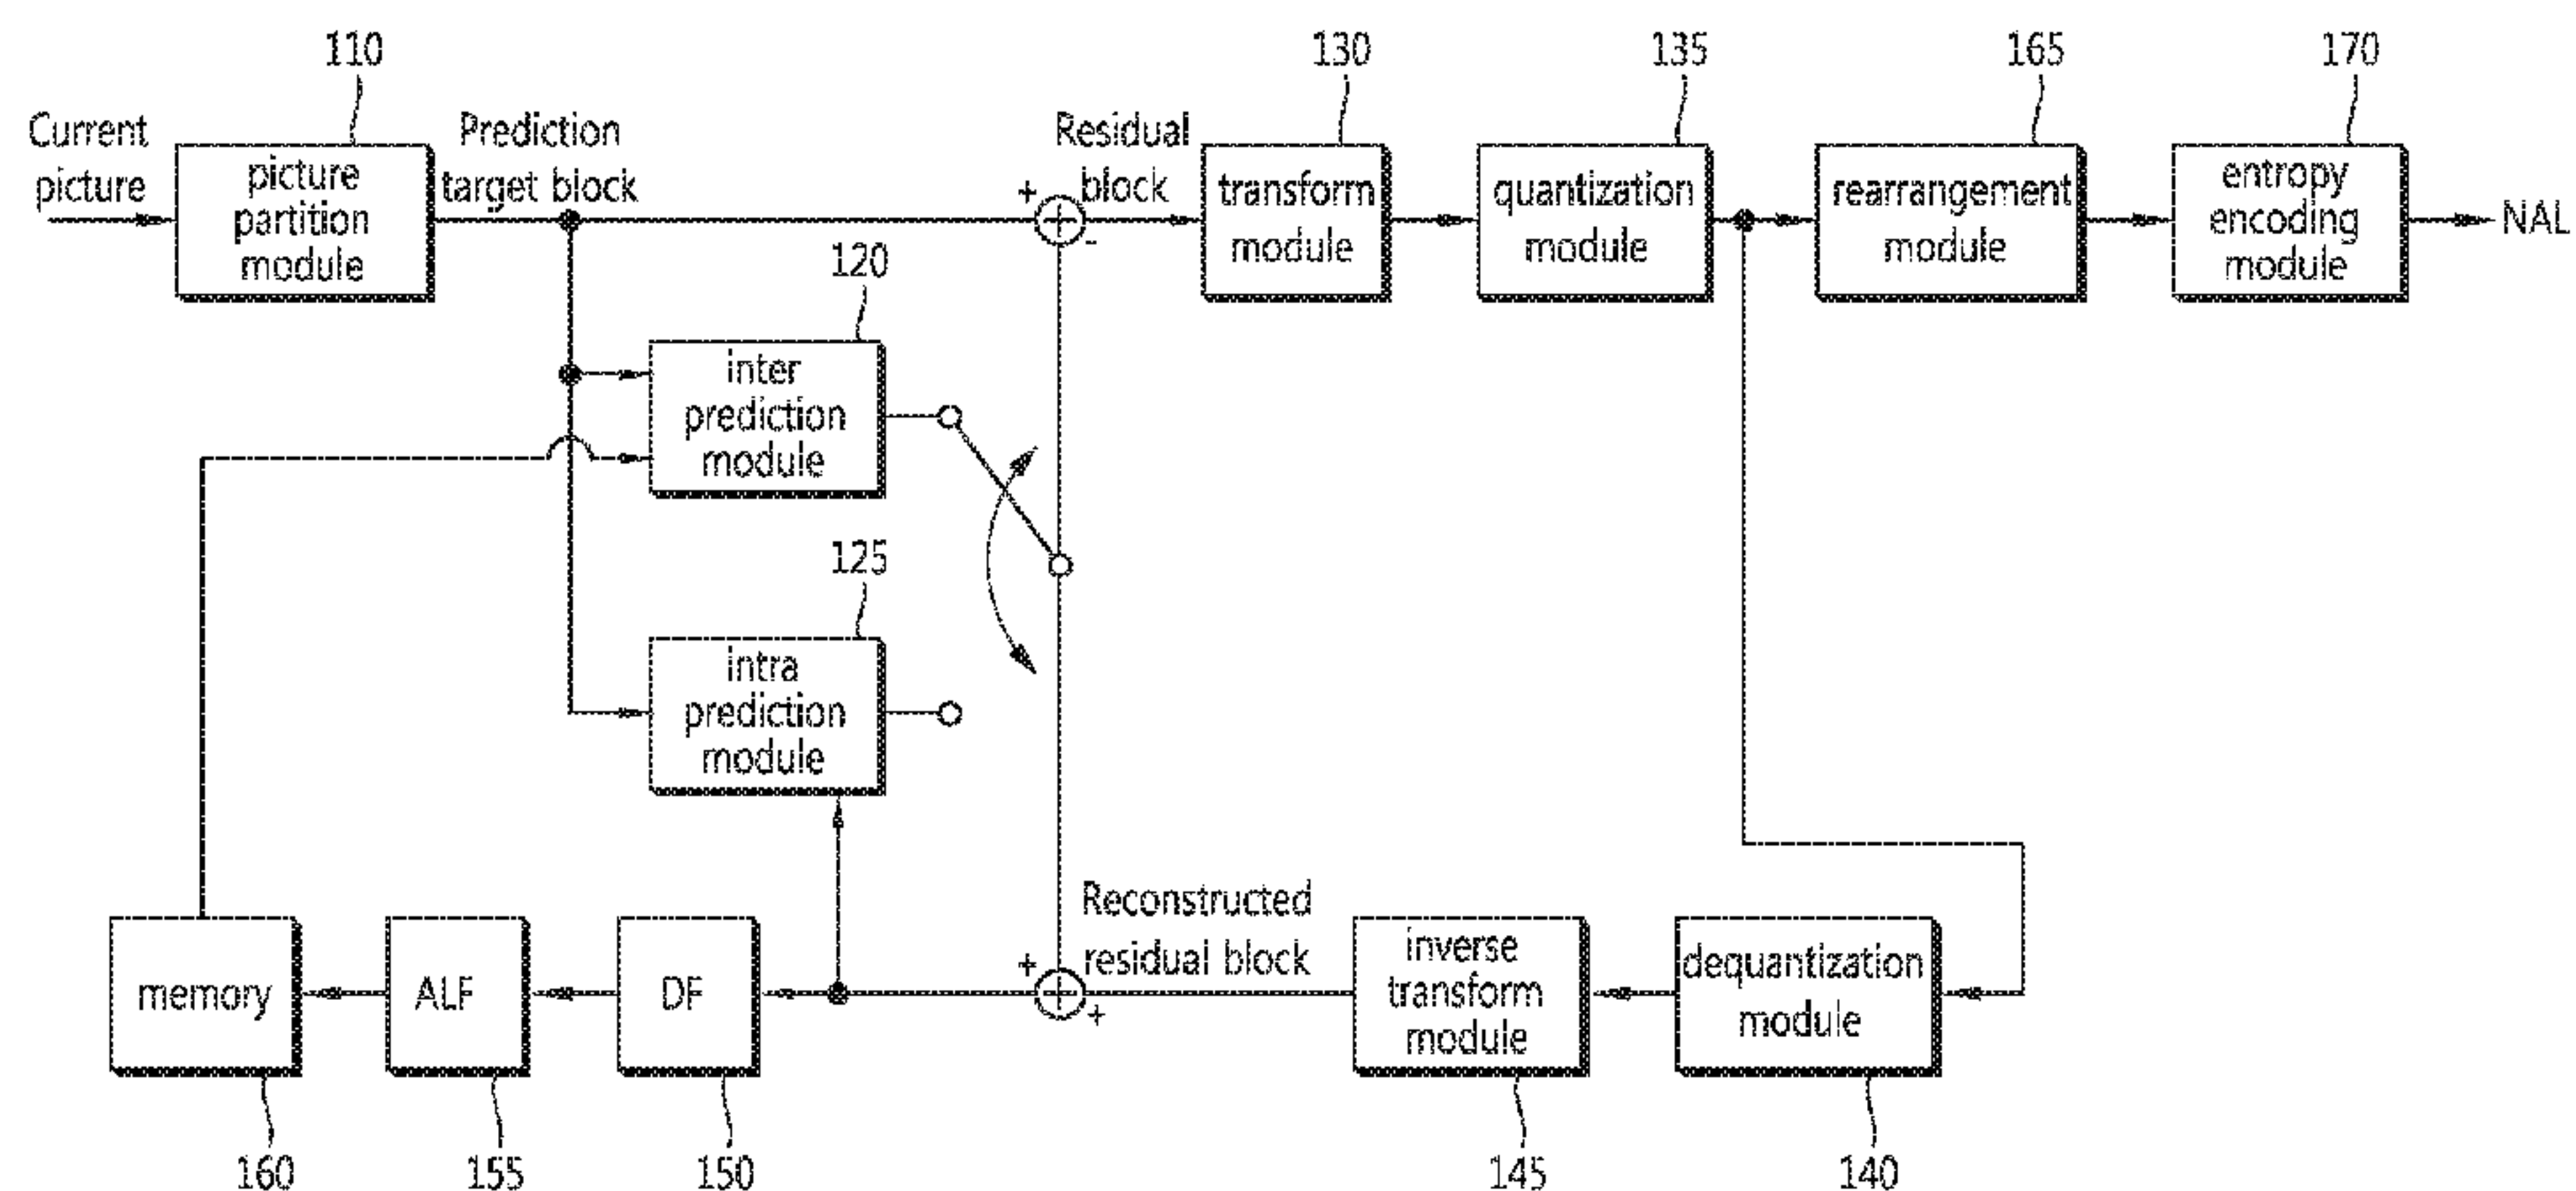 110
130
135
165
170
Current
picture
picture
partition
module
Prediction
target block
+
-
Residual
block
transform
module
quantization
module
rearrangement
module
entropy
encoding
module
NAL
120
inter
prediction
module
125
intra
prediction
module
memory
ALF
DF
+
+
Reconstructed
residual block
inverse
transform
module
dequantization
module
160
155
150
145
140